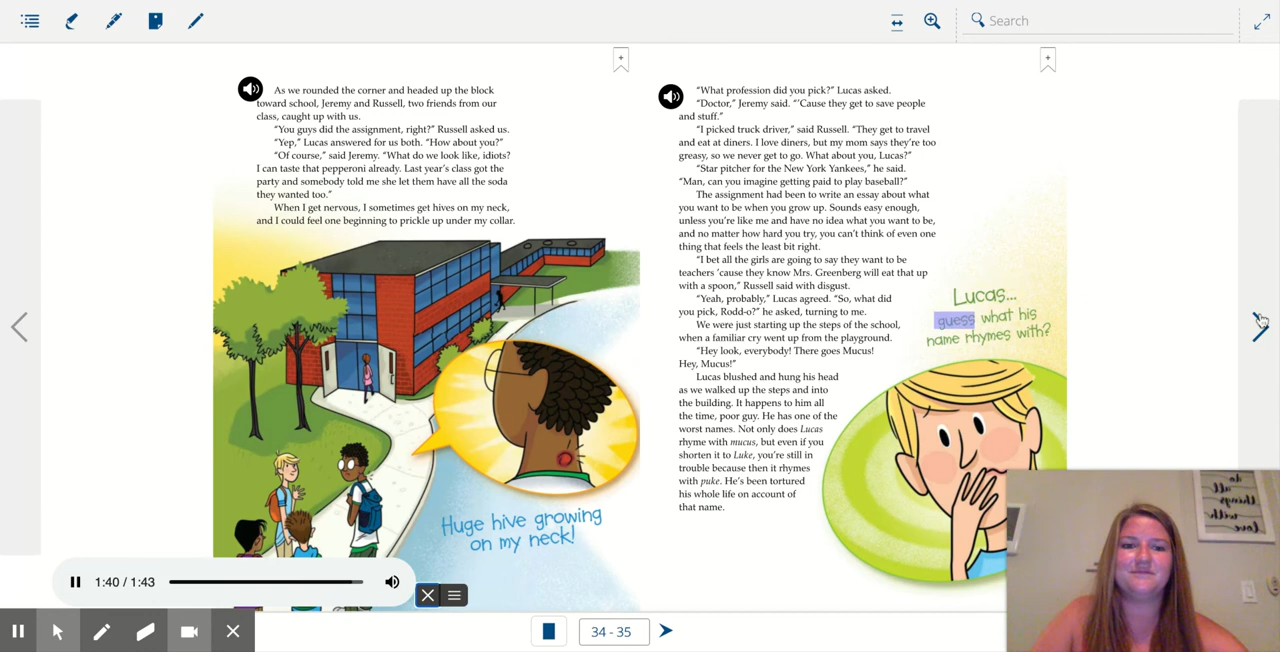 Search
As we rounded the corner and headed up the block
toward school, Jeremy and Russell, two friends from our
class, caught up with us.
“You guys did the assignment, right?” Russell asked us.
“Yep,” Lucas answered for us both. “How about you?”
“Of course,” said Jeremy. “What do we look like, idiots?
I can taste that pepperoni already. Last year’s class got the
party and somebody told me she let them have all the soda
they wanted too.”
When I get nervous, I sometimes get hives on my neck,
and I could feel one beginning to prickle up under my collar.
Huge hive growing
on my neck!
“What profession did you pick?” Lucas asked.
“Doctor,” Jeremy said. “’Cause they get to save people
and stuff.”
“I picked truck driver,” said Russell. “They get to travel
and eat at diners. I love diners, but my mom says they’re too
greasy, so we never get to go. What about you, Lucas?”
“Star pitcher for the New York Yankees,” he said.
“Man, can you imagine getting paid to play baseball?”
The assignment had been to write an essay about what
you want to be when you grow up. Sounds easy enough,
unless you’re like me and have no idea what you want to be,
and no matter how hard you try, you can’t think of even one
thing that feels the least bit right.
“I bet all the girls are going to say they want to be
teachers ’cause they know Mrs. Greenberg will eat that up
with a spoon,” Russell said with disgust.
“Yeah, probably,” Lucas agreed. “So, what did
you pick, Rodd-o?” he asked, turning to me.
We were just starting up the steps of the school,
when a familiar cry went up from the playground.
“Hey look, everybody! There goes Mucus!
Hey, Mucus!”
Lucas blushed and hung his head
as we walked up the steps and into
the building. It happens to him all
the time, poor guy. He has one of the
worst names. Not only does Lucas
rhyme with mucus, but even if you
shorten it to Luke, you’re still in
trouble because then it rhymes
with puke. He’s been tortured
his whole life on account of
that name.
Lucas...
guess what his
name rhymes with?
do
all
things
with
love
1:40 / 1:43
34 - 35